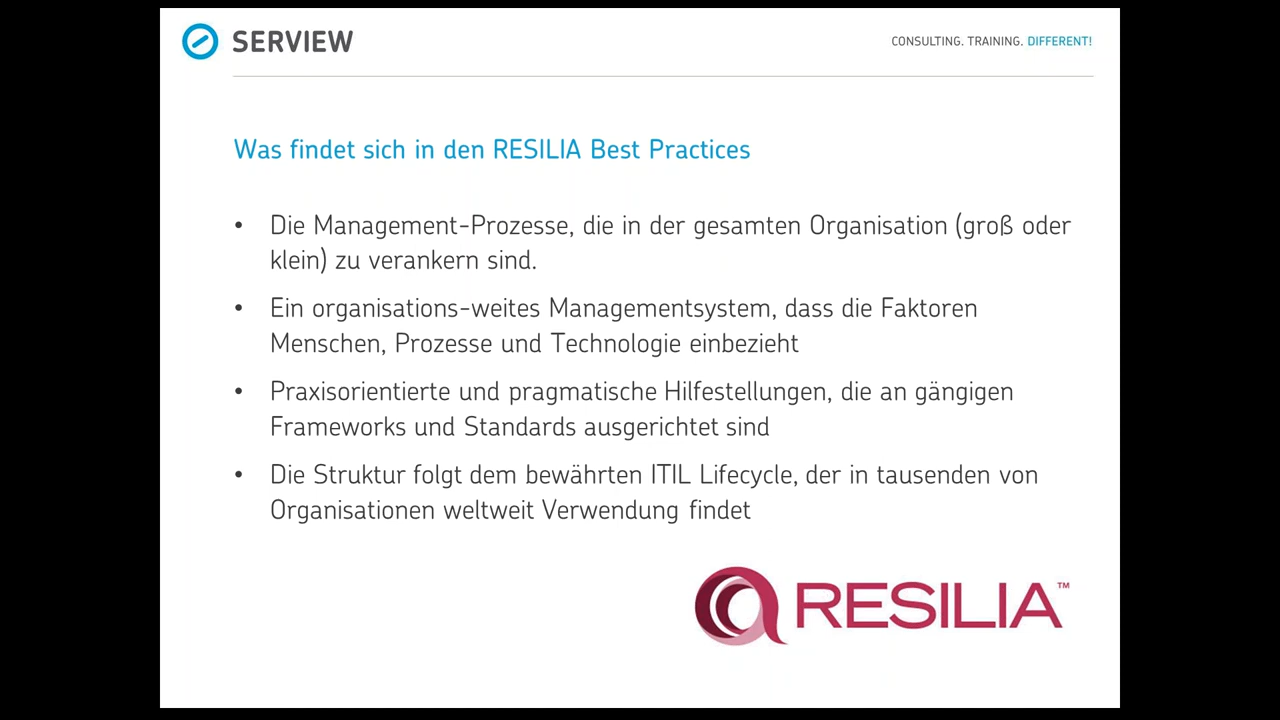 SERVIEW
CONSULTING. TRAINING. DIFFERENT!
Was findet sich in den RESILIA Best Practices
• Die Management-Prozesse, die in der gesamten Organisation (groß oder
klein) zu verankern sind.
• Ein organisations-weites Managementsystem, dass die Faktoren
Menschen, Prozesse und Technologie einbezieht
• Praxisorientierte und pragmatische Hilfestellungen, die an gängigen
Frameworks und Standards ausgerichtet sind
• Die Struktur folgt dem bewährten ITIL Lifecycle, der in tausenden von
Organisationen weltweit Verwendung findet
RESILIA™